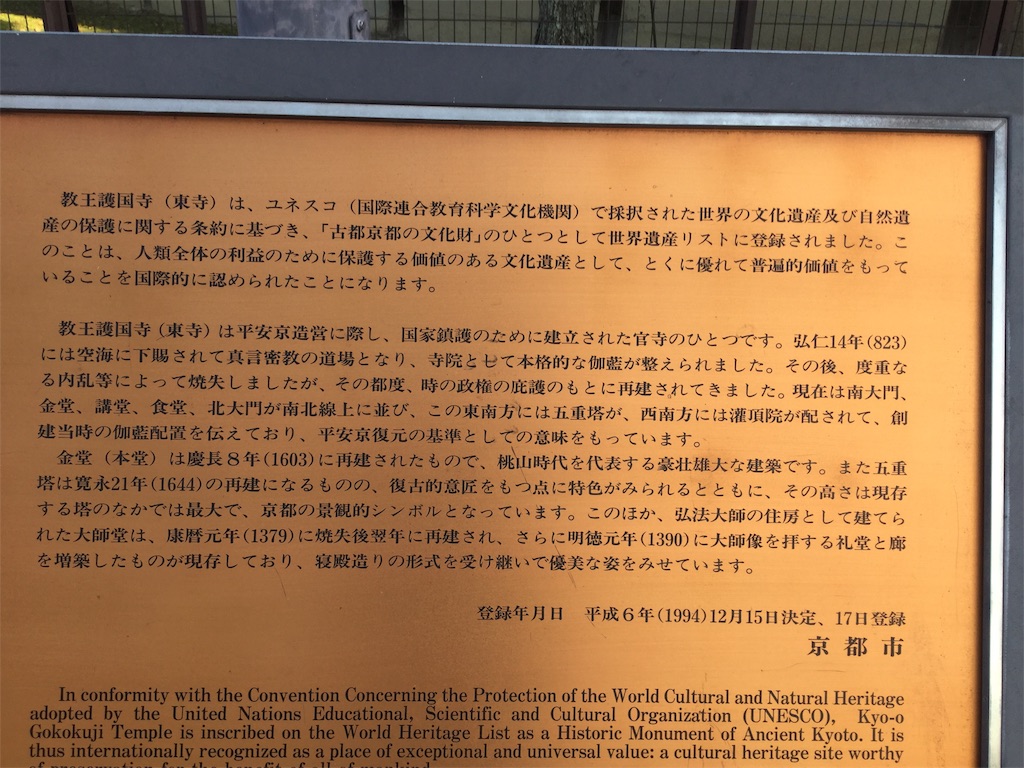 教王護国寺（東寺）は、ユネスコ（国際連合教育科学文化機関）で採択された世界の文化遺産及び自然遺
産の保護に関する条約に基づき、「古都京都の文化財」のひとつとして世界遺産リストに登録されました。こ
のことは、人類全体の利益のために保護する価値のある文化遺産として、とくに優れて普遍的価値をもって
いることを国際的に認められたことになります。
教王護国寺（東寺）は平安京造営に際し、国家鎮護のために建立された官寺のひとつです。弘仁14年(823)
には空海に下賜されて真言密教の道場となり、寺院として本格的な伽藍が整えられました。その後、度重な
る内乱等によって焼失しましたが、その都度、時の政権の庇護のもとに再建されてきました。現在は南大門、
金堂、講堂、食堂、北大門が南北線上に並び、この東南方には五重塔が、西南方には灌頂院が配されて、創
建当時の伽藍配置を伝えており、平安京復元の基準としての意味をもっています。
金堂（本堂）は慶長８年(1603)に再建されたもので、桃山時代を代表する豪壮雄大な建築です。また五重
塔は寛永21年(1644)の再建になるものの、復古的意匠をもつ点に特色がみられるとともに、その高さは現存
する塔のなかでは最大で、京都の景観的シンボルとなっています。このほか、弘法大師の住房として建てら
れた大師堂は、康暦元年(1379)に焼失後翌年に再建され、さらに明徳元年(1390)に大師像を拝する礼堂と廊
を増築したものが現存しており、寝殿造りの形式を受け継いで優美な姿をみせています。
登録年月日　平成６年(1994)12月15日決定、17日登録
京都市
In conformity with the Convention Concerning the Protection of the World Cultural and Natural Heritage
adopted by the United Nations Educational, Scientific and Cultural Organization (UNESCO), Kyo-o
Gokokuji Temple is inscribed on the World Heritage List as a Historic Monument of Ancient Kyoto. It is
thus internationally recognized as a place of exceptional and universal value: a cultural heritage site worthy
of preservation for the benefit of all of mankind.